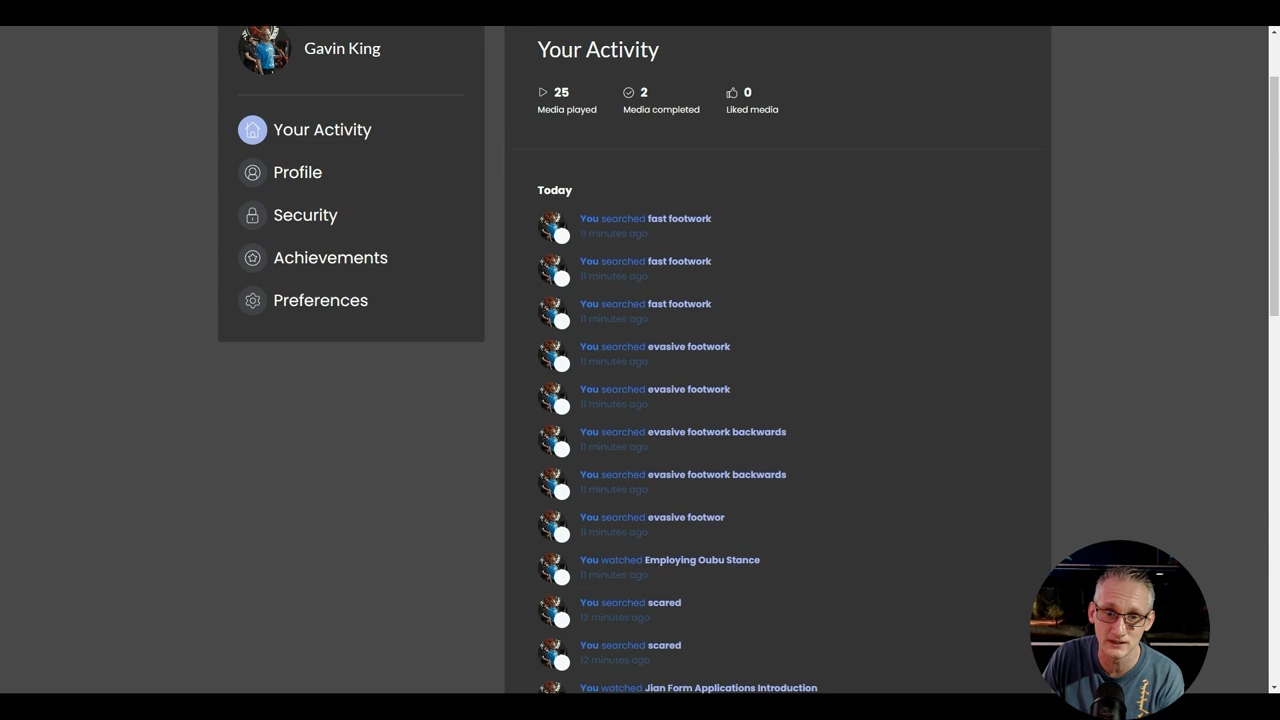 Gavin King
Your Activity
Profile
Security
Achievements
Preferences
Your Activity
25
Media played
2
Media completed
0
Liked media
Today
You searched fast footwork
9 minutes ago
You searched fast footwork
11 minutes ago
You searched fast footwork
11 minutes ago
You searched evasive footwork
11 minutes ago
You searched evasive footwork
11 minutes ago
You searched evasive footwork backwards
11 minutes ago
You searched evasive footwork backwards
11 minutes ago
You searched evasive footwor
11 minutes ago
You watched Employing Oubu Stance
11 minutes ago
You searched scared
12 minutes ago
You searched scared
12 minutes ago
You watched Jian Form Applications Introduction